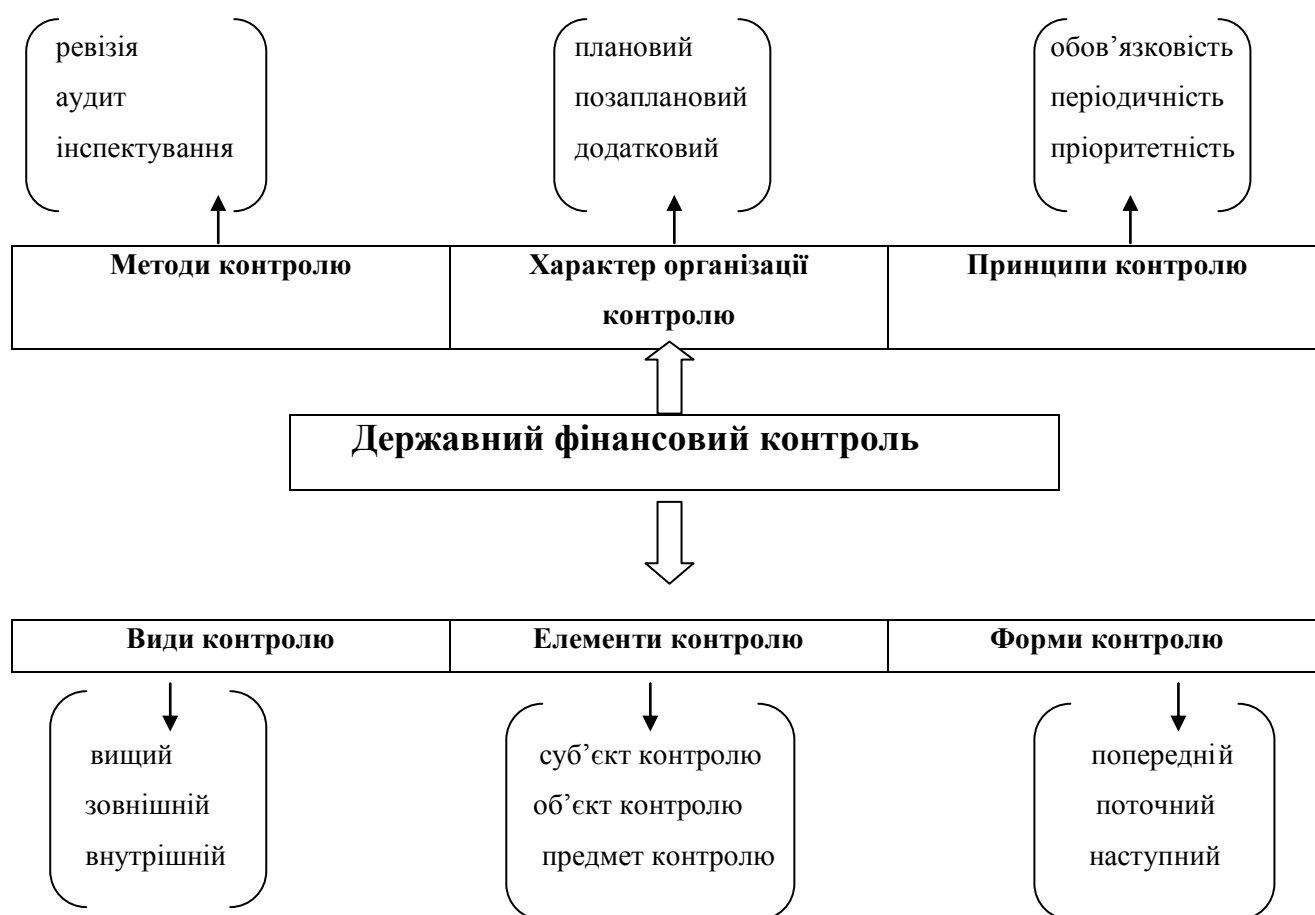 ревізія
аудит
інспектування
плановий
позаплановий
додатковий
обов’язковість
періодичність
пріоритетність
Методи контролю
Характер організації
контролю
Принципи контролю
Державний фінансовий контроль
Види контролю
Елементи контролю
Форми контролю
вищий
зовнішній
внутрішній
суб’єкт контролю
об’єкт контролю
предмет контролю
попередній
поточний
наступний